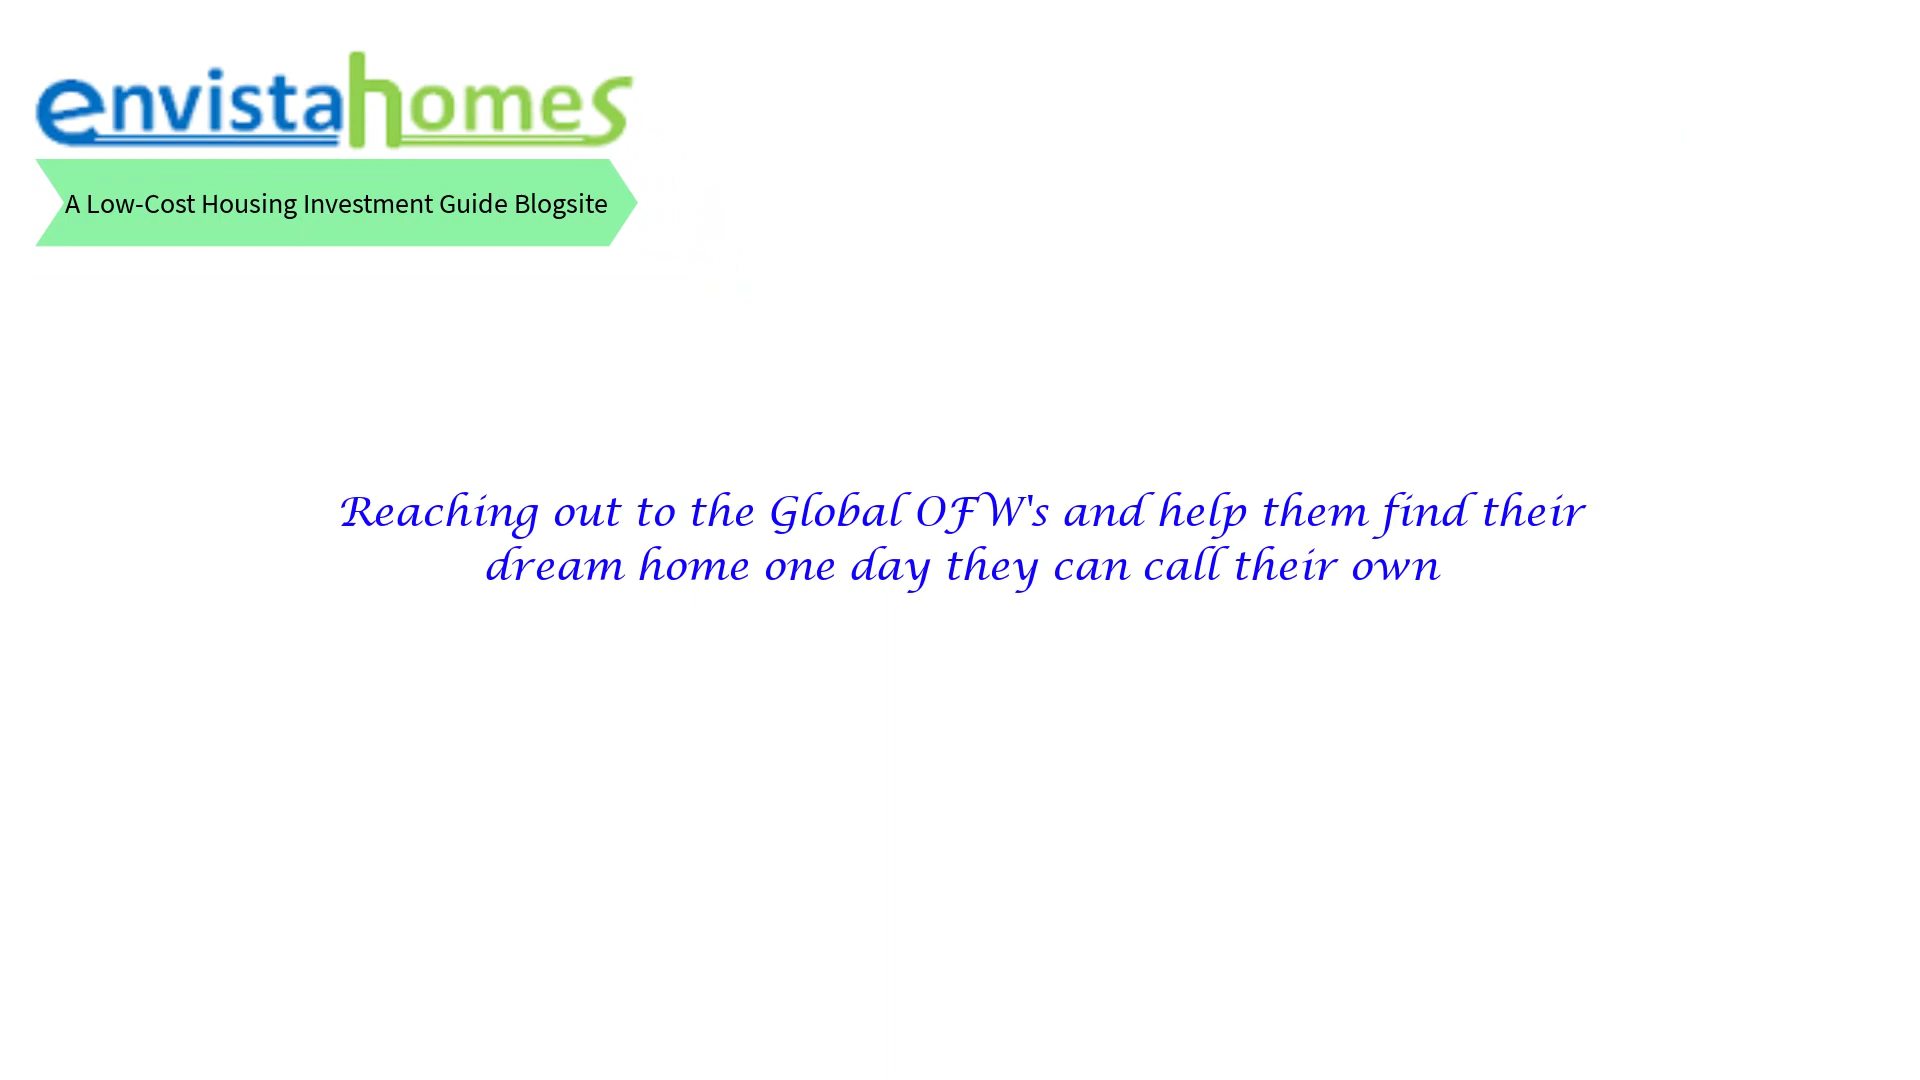 envistahomes
A Low-Cost Housing Investment Guide Blogsite
Reaching out to the Global OFW's and help them find their
dream home one day they can call their own